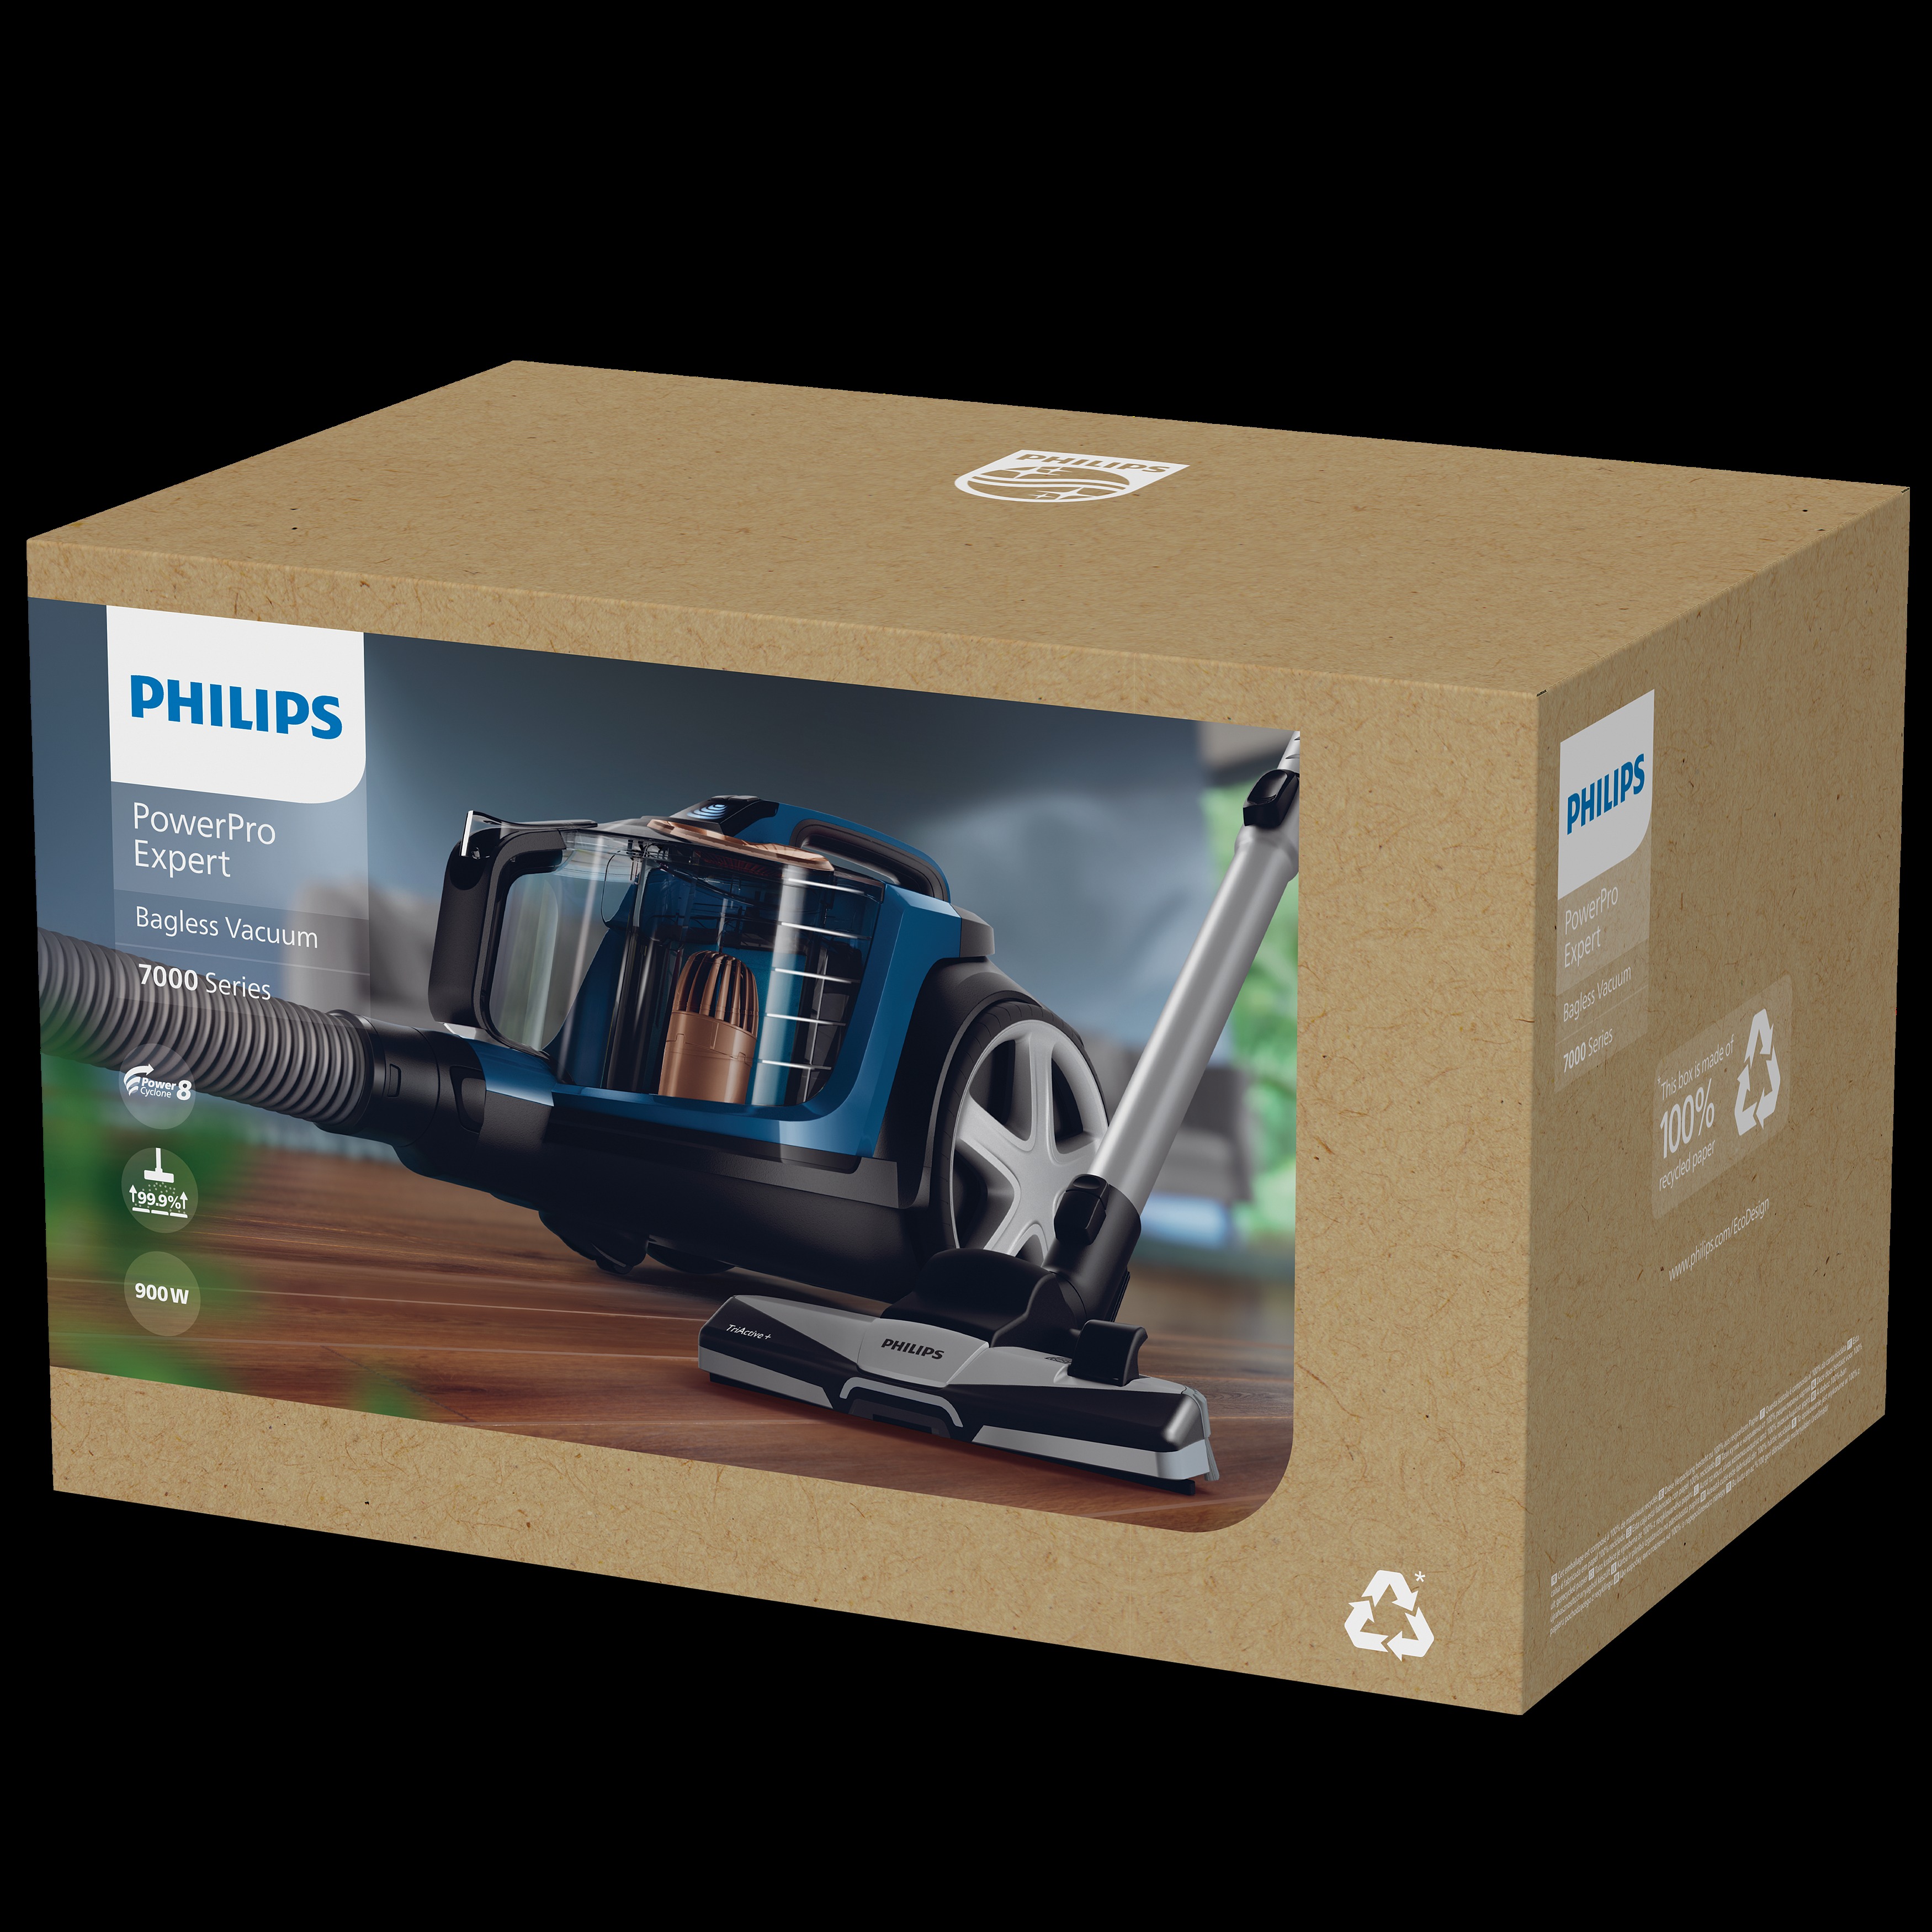 PHILIPS
PHILIPS
PowerPro
Expert
Bagless Vacuum
7000 Series
Power
Cyclone 8
99.9%
900W
TriActive+
PHILIPS
*
PHILIPS
PowerPro
Expert
Bagless Vacuum
7000 Series
*This box is made of
100%
recycled paper
www.philips.com/EcoDesign